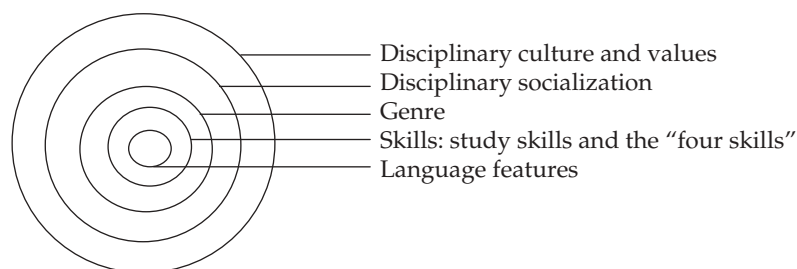 Disciplinary culture and values
Disciplinary socialization
Genre
Skills: study skills and the “four skills”
Language features